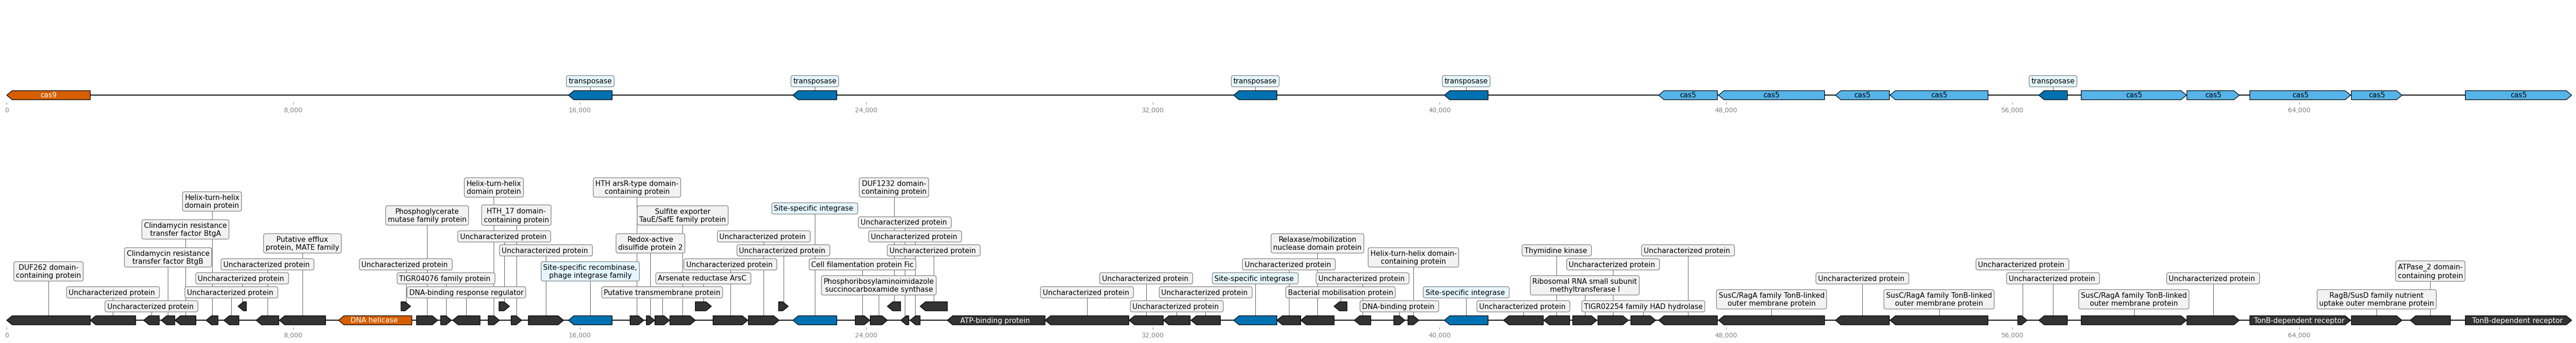 transposase
transposase
transposase
transposase
transposase
cas9
cas5
cas5
cas5
cas5
cas5
cas5
cas5
cas5
cas5
0
8,000
16,000
24,000
32,000
40,000
48,000
56,000
64,000
Helix-turn-helix
domain protein
HTH arsR-type domain-
containing protein
DUF1232 domain-
containing protein
Helix-turn-helix
domain protein
Phosphoglycerate
mutase family protein
HTH_17 domain-
containing protein
Sulfite exporter
TauE/SafE family protein
Site-specific integrase
Clindamycin resistance
transfer factor BtgA
Uncharacterized protein
Putative efflux
protein, MATE family
Uncharacterized protein
Redox-active
disulfide protein 2
Uncharacterized protein
Uncharacterized protein
Relaxase/mobilization
nuclease domain protein
Clindamycin resistance
transfer factor BtgB
Uncharacterized protein
Uncharacterized protein
Uncharacterized protein
Helix-turn-helix domain-
containing protein
Thymidine kinase
Uncharacterized protein
DUF262 domain-
containing protein
Uncharacterized protein
Uncharacterized protein
Site-specific recombinase,
phage integrase family
Uncharacterized protein
Cell filamentation protein Fic
Uncharacterized protein
Uncharacterized protein
Uncharacterized protein
ATPase_2 domain-
containing protein
Uncharacterized protein
TIGR04076 family protein
Arsenate reductase ArsC
Phosphoribosylaminoimidazole
succinocarboxamide synthase
Uncharacterized protein
Site-specific integrase
Uncharacterized protein
Ribosomal RNA small subunit
methyltransferase I
Uncharacterized protein
Uncharacterized protein
Uncharacterized protein
Uncharacterized protein
Uncharacterized protein
DNA-binding response regulator
Putative transmembrane protein
Uncharacterized protein
Uncharacterized protein
Bacterial mobilisation protein
Site-specific integrase
SusC/RagA family TonB-linked
outer membrane protein
SusC/RagA family TonB-linked
outer membrane protein
SusC/RagA family TonB-linked
outer membrane protein
RagB/SusD family nutrient
uptake outer membrane protein
Uncharacterized protein
Uncharacterized protein
DNA-binding protein
Uncharacterized protein
TIGR02254 family HAD hydrolase
DNA helicase
ATP-binding protein
TonB-dependent receptor
TonB-dependent receptor
0
8,000
16,000
24,000
32,000
40,000
48,000
56,000
64,000